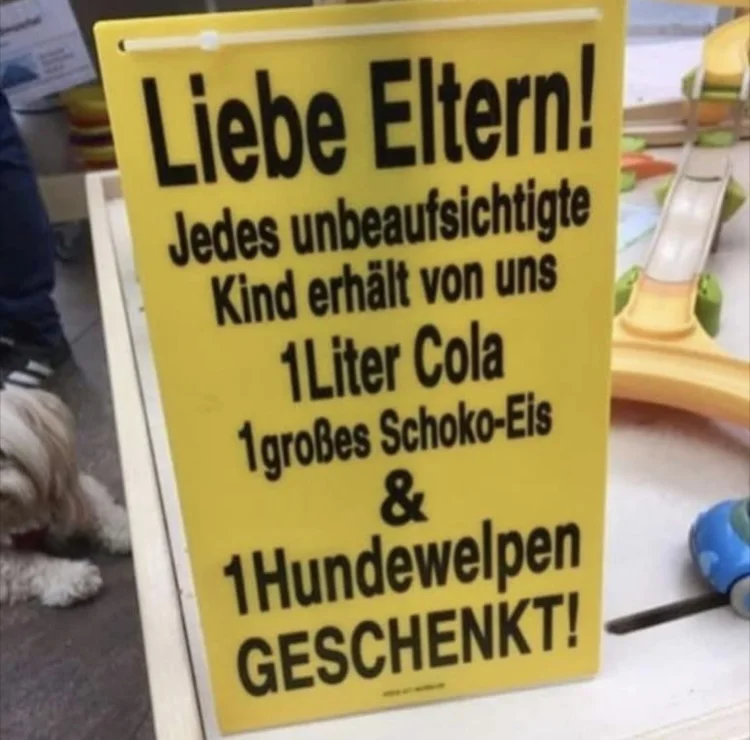 Liebe Eltern!
Jedes unbeaufsichtigte
Kind erhält von uns
1Liter Cola
1großes Schoko-Eis
&
1Hundewelpen
GESCHENKT!